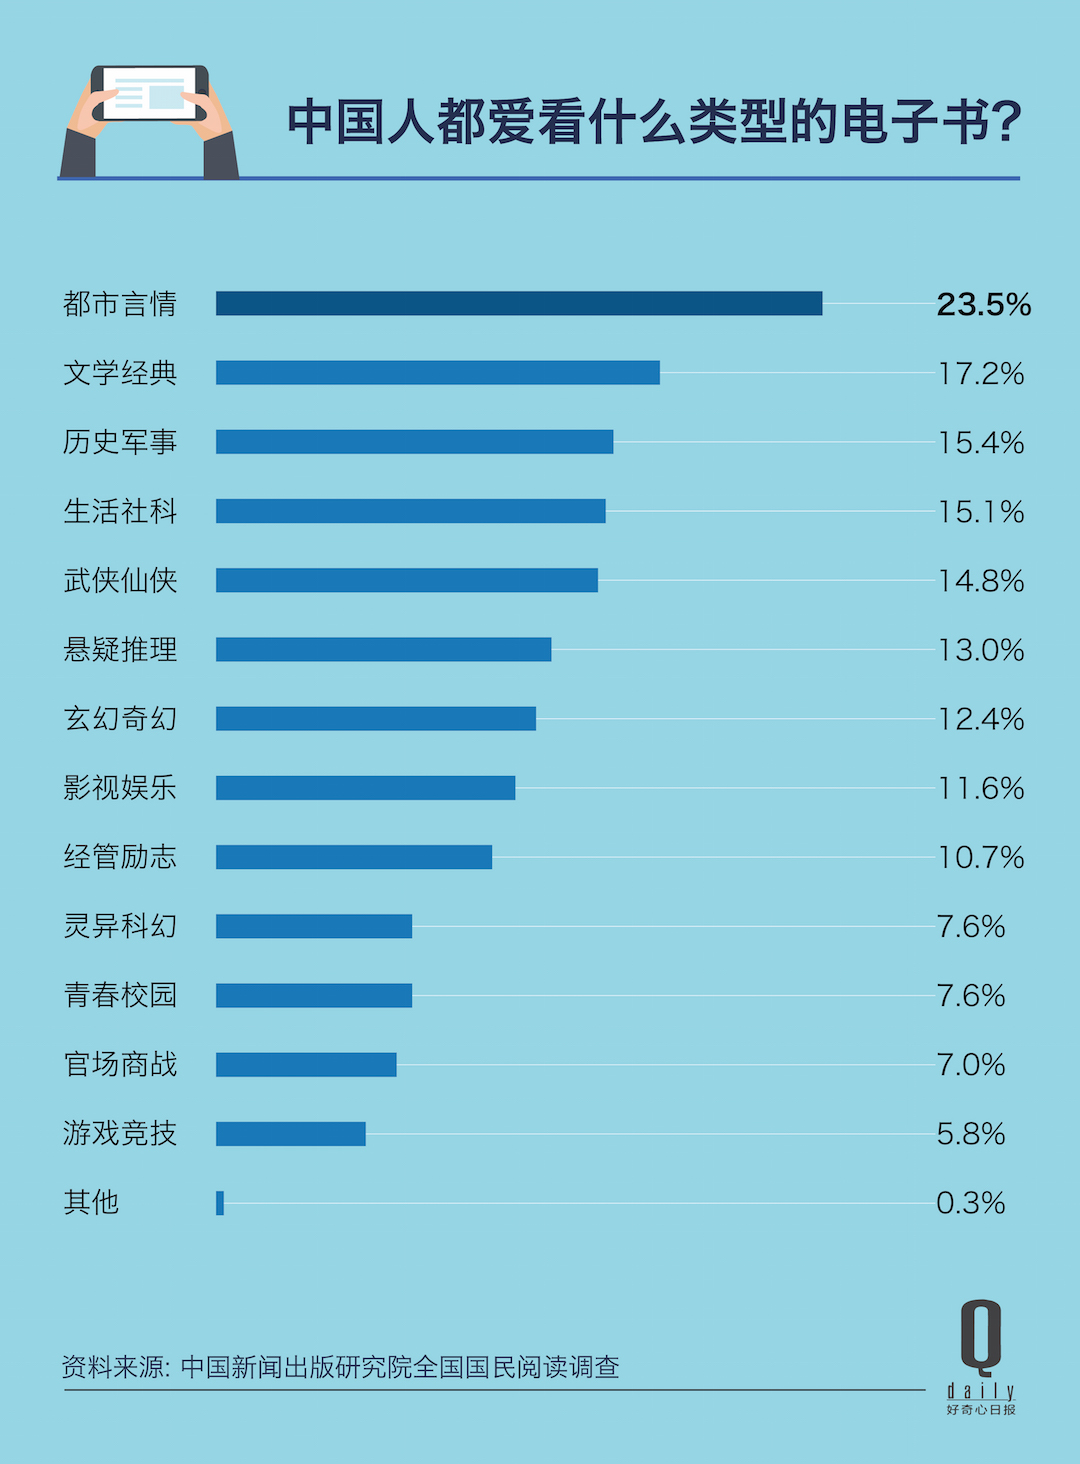 中国人都爱看什么类型的电子书?
都市言情 23.5%
文学经典 17.2%
历史军事 15.4%
生活社科 15.1%
武侠仙侠 14.8%
悬疑推理 13.0%
玄幻奇幻 12.4%
影视娱乐 11.6%
经管励志 10.7%
灵异科幻 7.6%
青春校园 7.6%
官场商战 7.0%
游戏竞技 5.8%
其他 0.3%
资料来源: 中国新闻出版研究院全国国民阅读调查
Q
daily
好奇心日报